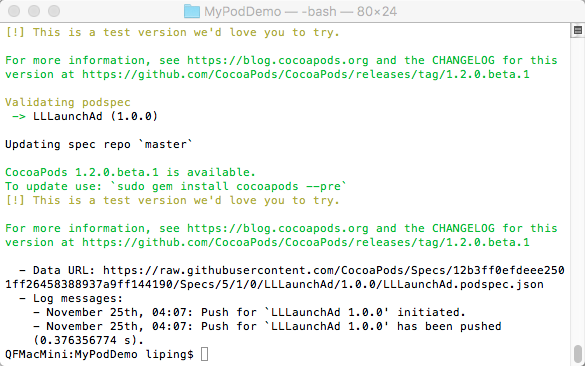 MyPodDemo — -bash — 80×24
[!] This is a test version we'd love you to try.
For more information, see https://blog.cocoapods.org and the CHANGELOG for this
version at https://github.com/CocoaPods/CocoaPods/releases/tag/1.2.0.beta.1
Validating podspec
-> LLLaunchAd (1.0.0)
Updating spec repo `master`
CocoaPods 1.2.0.beta.1 is available.
To update use: `sudo gem install cocoapods --pre`
[!] This is a test version we'd love you to try.
For more information, see https://blog.cocoapods.org and the CHANGELOG for this
version at https://github.com/CocoaPods/CocoaPods/releases/tag/1.2.0.beta.1
- Data URL: https://raw.githubusercontent.com/CocoaPods/Specs/12b3ff0efdeee250
1ff26458388937a9ff144190/Specs/5/1/0/LLLaunchAd/1.0.0/LLLaunchAd.podspec.json
- Log messages:
- November 25th, 04:07: Push for `LLLaunchAd 1.0.0' initiated.
- November 25th, 04:07: Push for `LLLaunchAd 1.0.0' has been pushed
(0.376356774 s).
QFMacMini:MyPodDemo liping$